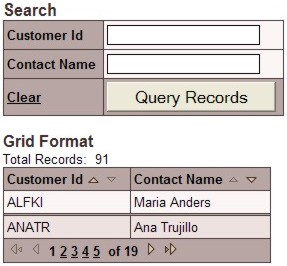 Search
Customer Id
Contact Name
Clear Query Records
Grid Format
Total Records: 91
Customer Id Contact Name
ALFKI Maria Anders
ANATR Ana Trujillo
1 2 3 4 5 of 19